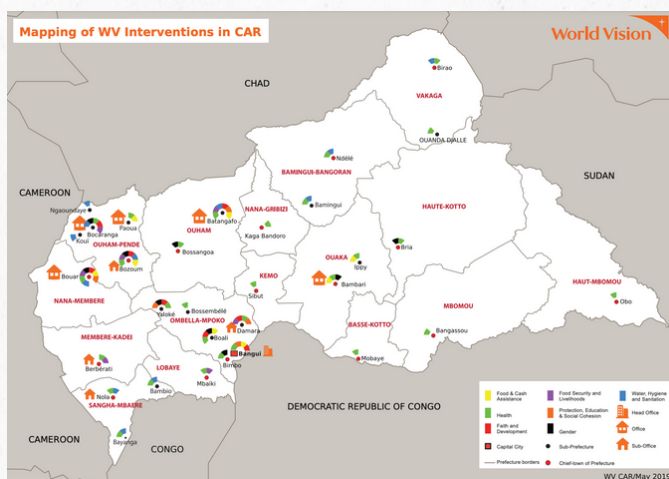 Mapping of WV Interventions in CAR
World Vision
CHAD
Birao
VAKAGA
OUANDA DJALLE
Ndélé
BAMINGUI-BANGORAN
SUDAN
CAMEROON
Ngaoundaye
Bamingui
Paoua
Bocaranga
Koui
OUHAM-PENDE
Batangafo
OUHAM
NANA-GRIBIZI
Kaga Bandoro
HAUTE-KOTTO
Bossangoa
Bria
OUAKA
Ippy
Bozoum
Bouar
KEMO
Sibut
Bambari
HAUT-MBOMOU
Obo
NANA-MEMBERE
Yaloké
Bossembélé
OMBELLA-MPOKO
Damara
MBOMOU
BASSE-KOTTO
Bangassou
MEMBERE-KADEI
Boali
Bangui
Bimbo
Mobaye
Berbérati
LOBAYE
Mbaiki
Bambio
Nola
SANGHA-MBAERE
Bayanga
DEMOCRATIC REPUBLIC OF CONGO
CAMEROON
CONGO
Food & Cash
Assistance
Food Security and
Livelihoods
Water, Hygiene
and Sanitation
Health
Protection, Education
& Social Cohesion
Head Office
Faith and
Development
Gender
Office
Capital City
Sub-Prefecture
Sub-Office
Prefecture borders
Chief-town of Prefecture
WV CAR/May 2019